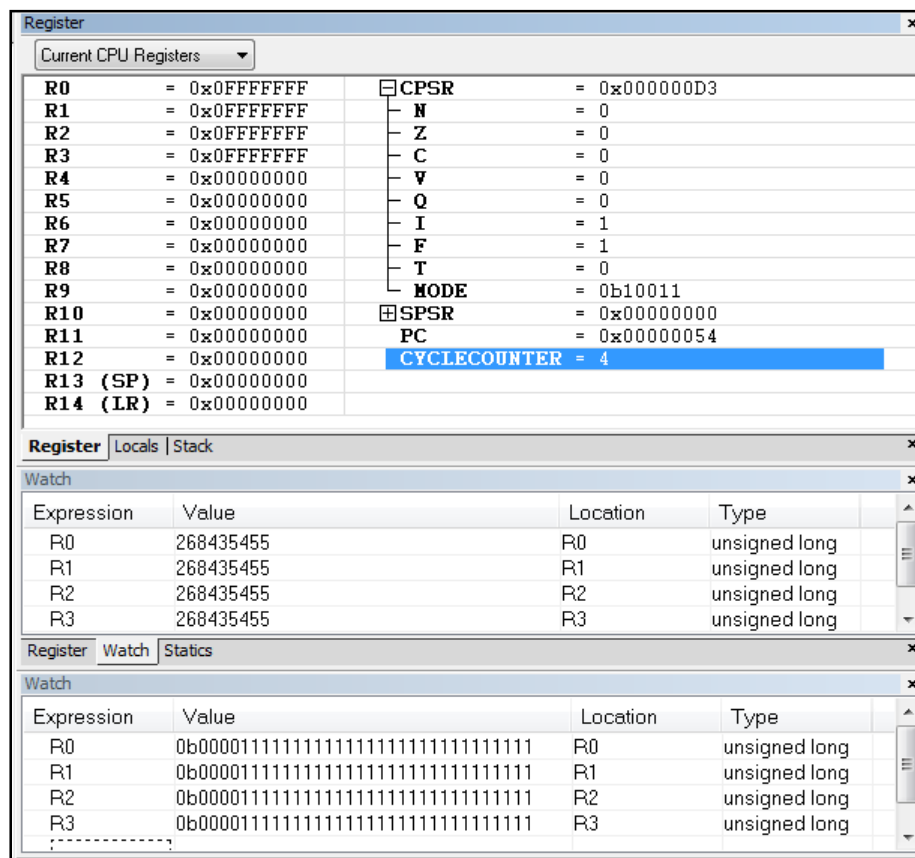 Register
Current CPU Registers
R0 = 0x0FFFFFFF CPSR = 0x000000D3
R1 = 0x0FFFFFFF N = 0
R2 = 0x0FFFFFFF Z = 0
R3 = 0x0FFFFFFF C = 0
R4 = 0x00000000 V = 0
R5 = 0x00000000 Q = 0
R6 = 0x00000000 I = 1
R7 = 0x00000000 F = 1
R8 = 0x00000000 T = 0
R9 = 0x00000000 MODE = 0b10011
R10 = 0x00000000 SPSR = 0x00000000
R11 = 0x00000000 PC = 0x00000054
R12 = 0x00000000 CYCLECOUNTER = 4
R13 (SP) = 0x00000000
R14 (LR) = 0x00000000
Register Locals Stack
Watch
Expression Value Location Type
R0 268435455 R0 unsigned long
R1 268435455 R1 unsigned long
R2 268435455 R2 unsigned long
R3 268435455 R3 unsigned long
Register Watch Statics
Watch
Expression Value Location Type
R0 0b00001111111111111111111111111111 R0 unsigned long
R1 0b00001111111111111111111111111111 R1 unsigned long
R2 0b00001111111111111111111111111111 R2 unsigned long
R3 0b00001111111111111111111111111111 R3 unsigned long